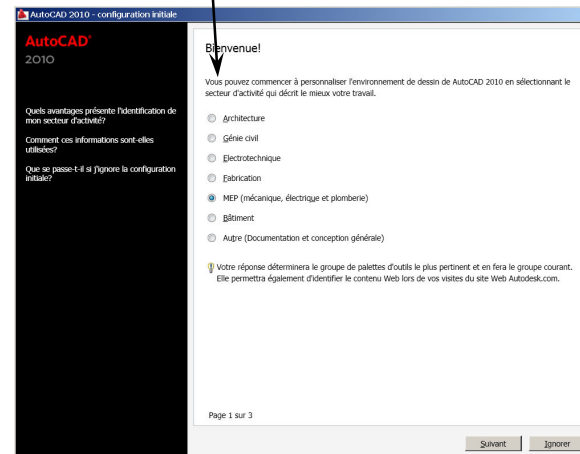 AutoCAD 2010 - configuration initiale
AutoCAD'
2010
Quels avantages présente l'identification de
mon secteur d'activité?
Comment ces informations sont-elles
utilisées?
Que se passe-t-il si j'ignore la configuration
initiale?
Bienvenue!
Vous pouvez commencer à personnaliser l'environnement de dessin de AutoCAD 2010 en sélectionnant le
secteur d'activité qui décrit le mieux votre travail.
Architecture
Génie civil
Electrotechnique
Fabrication
MEP (mécanique, électrique et plomberie)
Bâtiment
Autre (Documentation et conception générale)
Votre réponse déterminera le groupe de palettes d'outils le plus pertinent et en fera le groupe courant.
Elle permettra également d'identifier le contenu Web lors de vos visites du site Web Autodesk.com.
Page 1 sur 3
Suivant
Ignorer